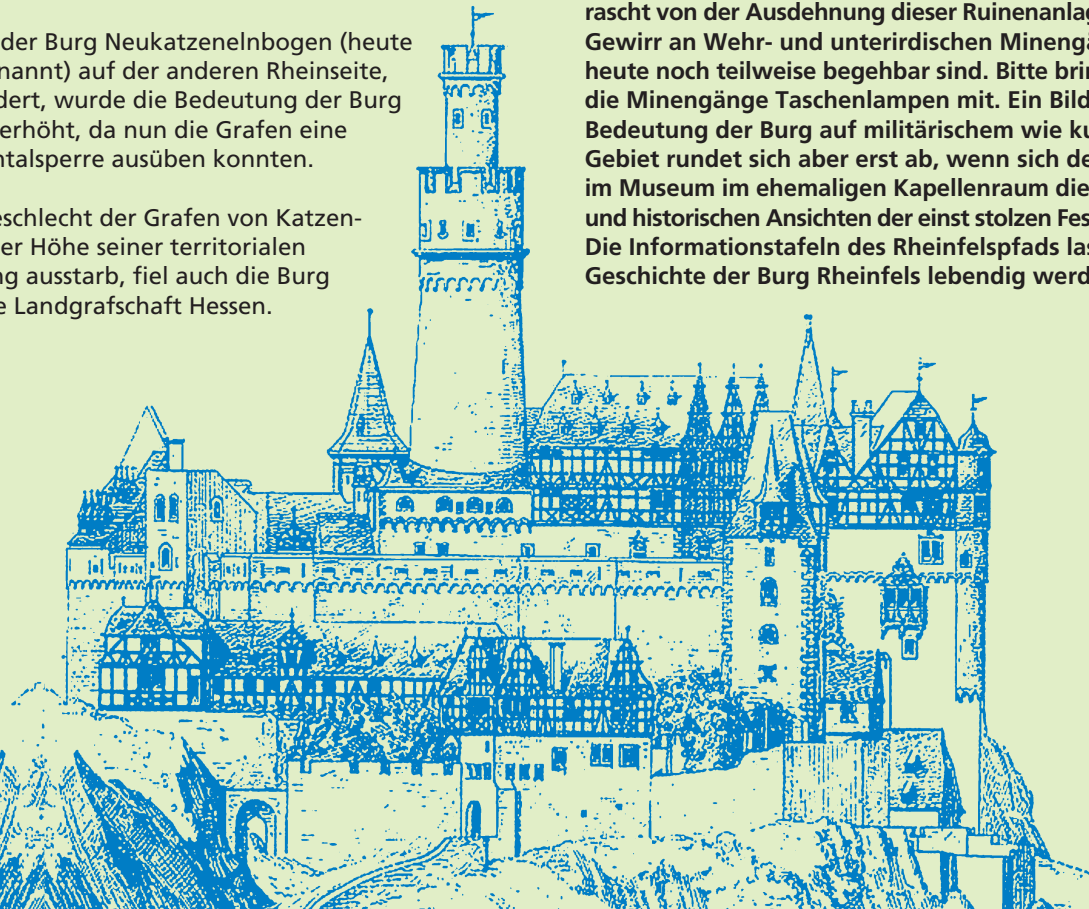 der Burg Neukatzenelnbogen (heute
nannt) auf der anderen Rheinseite,
dert, wurde die Bedeutung der Burg
erhöht, da nun die Grafen eine
ntalsperre ausüben konnten.
eschlecht der Grafen von Katzen-
er Höhe seiner territorialen
ng ausstarb, fiel auch die Burg
e Landgrafschaft Hessen.
rascht von der Ausdehnung dieser Ruinenanlag
Gewirr an Wehr- und unterirdischen Minengä
heute noch teilweise begehbar sind. Bitte brin
die Minengänge Taschenlampen mit. Ein Bild
Bedeutung der Burg auf militärischem wie ku
Gebiet rundet sich aber erst ab, wenn sich de
im Museum im ehemaligen Kapellenraum die
und historischen Ansichten der einst stolzen Fes
Die Informationstafeln des Rheinfelspfads las
Geschichte der Burg Rheinfels lebendig werd